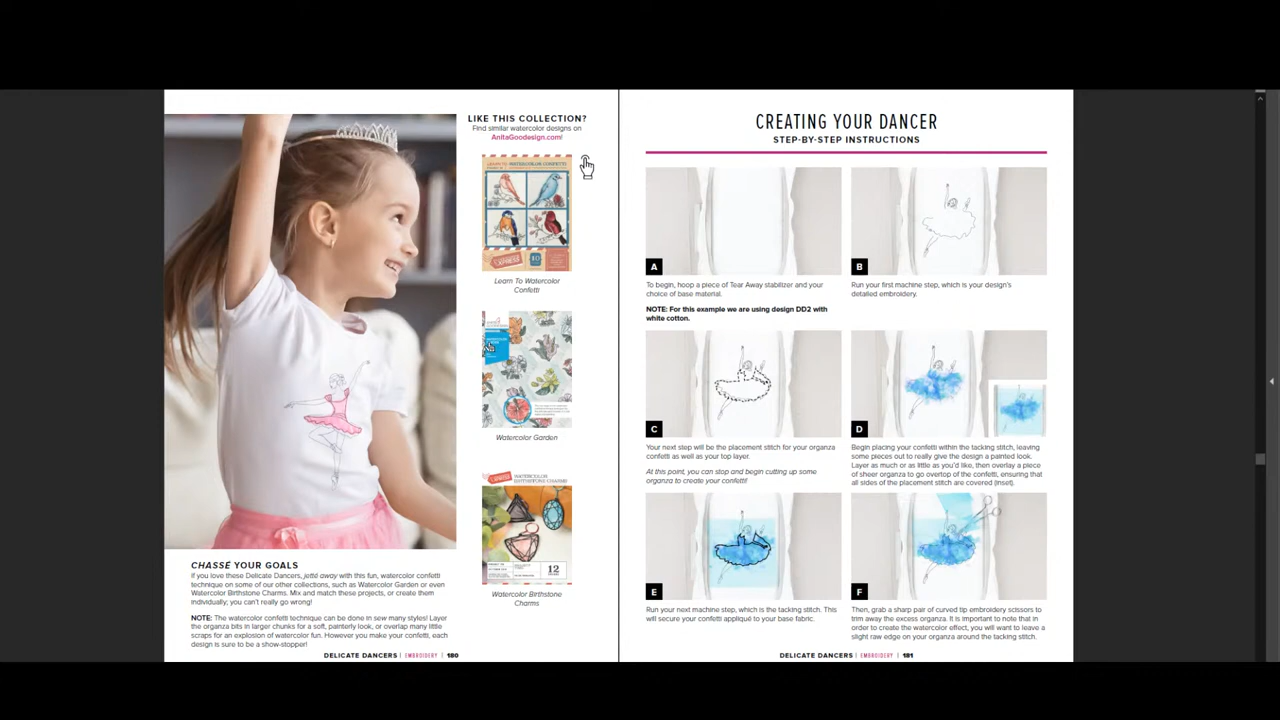 LIKE THIS COLLECTION?
Find similar watercolor designs on
AnitaGoodesign.com!
Learn To Watercolor
Confetti
Watercolor Garden
12
Watercolor Birthstone
Charms
CHASSÉ YOUR GOALS
If you love these Delicate Dancers, jetté away with this fun, watercolor confetti
technique on some of our other collections, such as Watercolor Garden or even
Watercolor Birthstone Charms. Mix and match these projects, or create them
individually, you can't really go wrong!
NOTE: The watercolor confetti technique can be done in sew many styles! Layer
the organza bits in larger chunks for a soft, painterly look, or overlap many little
scraps for an explosion of watercolor fun. However you make your confetti, each
design is sure to be a show-stopper!
DELICATE DANCERS | EMBROIDERY | 180
CREATING YOUR DANCER
STEP-BY-STEP INSTRUCTIONS
A
To begin, hoop a piece of Tear Away stabilizer and your
choice of base material.
NOTE: For this example we are using design DD2 with
white cotton.
B
Run your first machine step, which is your design's
detailed embroidery.
C
Your next step will be the placement stitch for your organza
confetti as well as your top layer.
At this point, you can stop and begin cutting up some
organza to create your confetti!
D
Begin placing your confetti within the tacking stitch, leaving
some pieces out to really give the design a painted look.
Layer as much or as little as you'd like, then overlay a piece
of sheer organza to go overtop of the confetti, ensuring that
all sides of the placement stitch are covered (inset).
E
Run your next machine step, which is the tacking stitch. This
will secure your confetti appliqué to your base fabric.
F
Then, grab a sharp pair of curved tip embroidery scissors to
trim away the excess organza. It is important to note that in
order to create the watercolor effect, you will want to leave a
slight raw edge on your organza around the tacking stitch.
DELICATE DANCERS | EMBROIDERY | 181